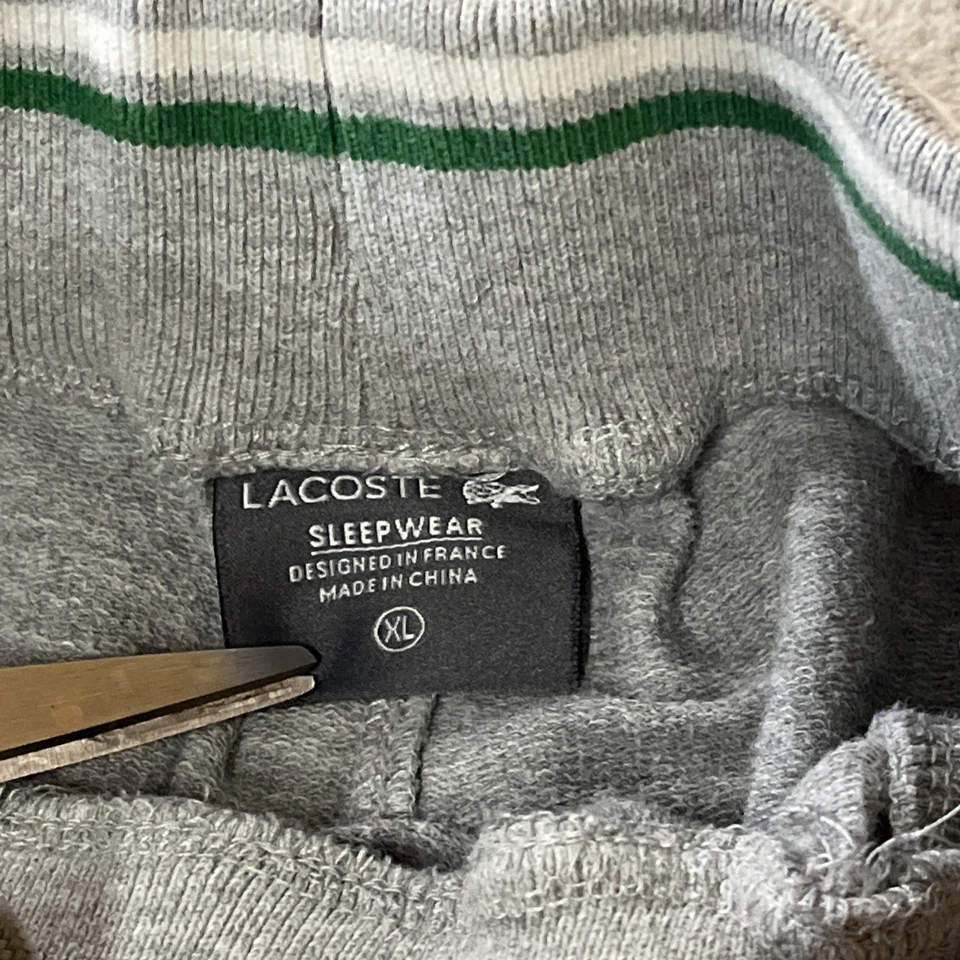 LACOSTE
SLEEPWEAR
DESIGNED IN FRANCE
MADE IN CHINA
XL